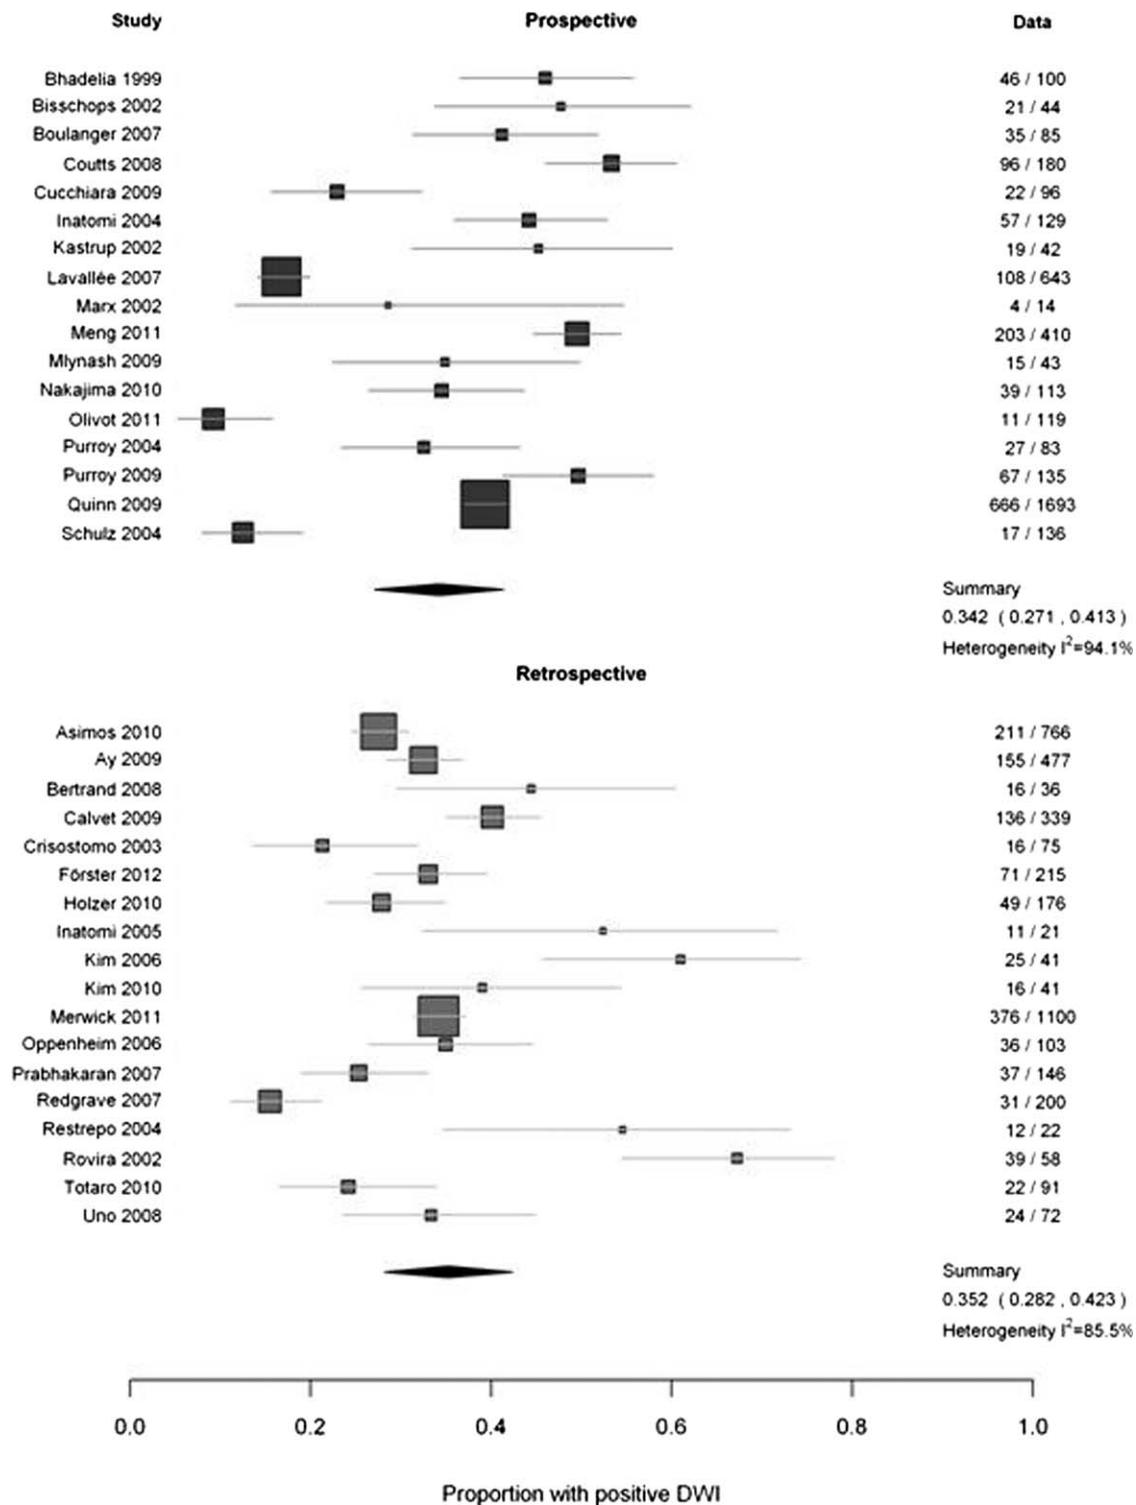 Study Prospective Data
Bhadelia 1999 46 / 100
Bisschops 2002 21 / 44
Boulanger 2007 35 / 85
Coutts 2008 96 / 180
Cucchiara 2009 22 / 96
Inatomi 2004 57 / 129
Kastrup 2002 19 / 42
Lavallée 2007 108 / 643
Marx 2002 4 / 14
Meng 2011 203 / 410
Mlynash 2009 15 / 43
Nakajima 2010 39 / 113
Olivot 2011 11 / 119
Purroy 2004 27 / 83
Purroy 2009 67 / 135
Quinn 2009 666 / 1693
Schulz 2004 17 / 136
Summary
0.342 ( 0.271 , 0.413 )
Heterogeneity I²=94.1%
Retrospective
Asimos 2010 211 / 766
Ay 2009 155 / 477
Bertrand 2008 16 / 36
Calvet 2009 136 / 339
Crisostomo 2003 16 / 75
Förster 2012 71 / 215
Holzer 2010 49 / 176
Inatomi 2005 11 / 21
Kim 2006 25 / 41
Kim 2010 16 / 41
Merwick 2011 376 / 1100
Oppenheim 2006 36 / 103
Prabhakaran 2007 37 / 146
Redgrave 2007 31 / 200
Restrepo 2004 12 / 22
Rovira 2002 39 / 58
Totaro 2010 22 / 91
Uno 2008 24 / 72
Summary
0.352 ( 0.282 , 0.423 )
Heterogeneity I²=85.5%
0.0 0.2 0.4 0.6 0.8 1.0
Proportion with positive DWI